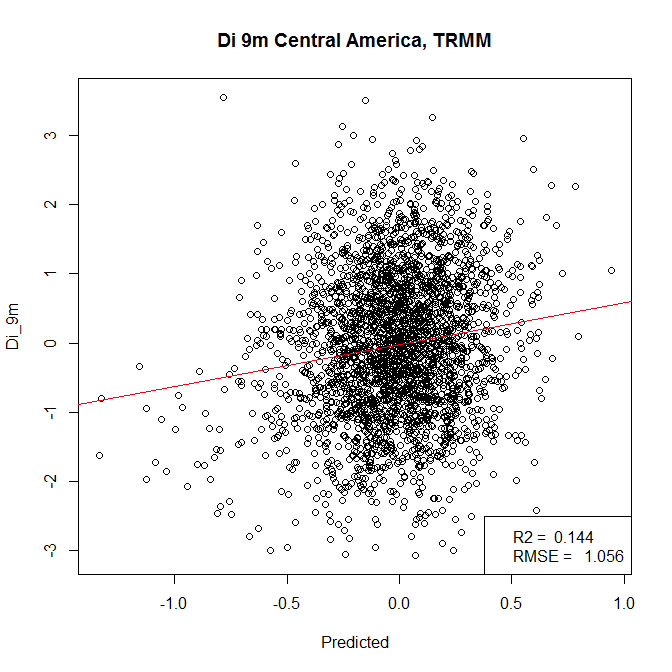 Di 9m Central America, TRMM
Di_9m
3
2
1
0
-1
-2
-3
R2 = 0.144
RMSE = 1.056
-1.0 -0.5 0.0 0.5 1.0
Predicted